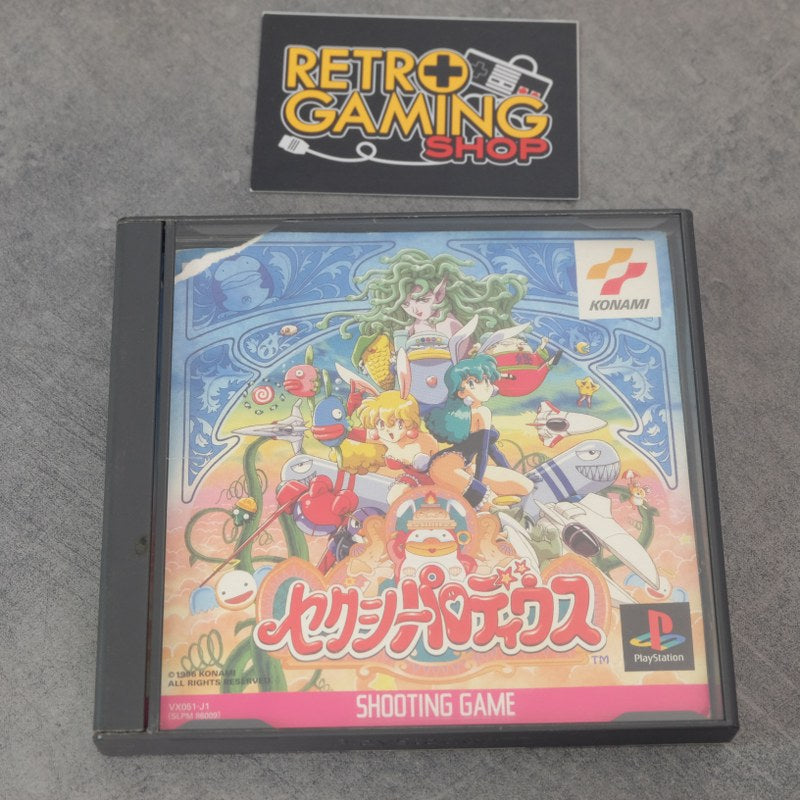 RETRO
GAMING
SHOP
KONAMI
セクシーパロディウス
TM
PlayStation
© 1996 KONAMI
ALL RIGHTS RESERVED.
VX061-J1
(SLPM 86009)
SHOOTING GAME